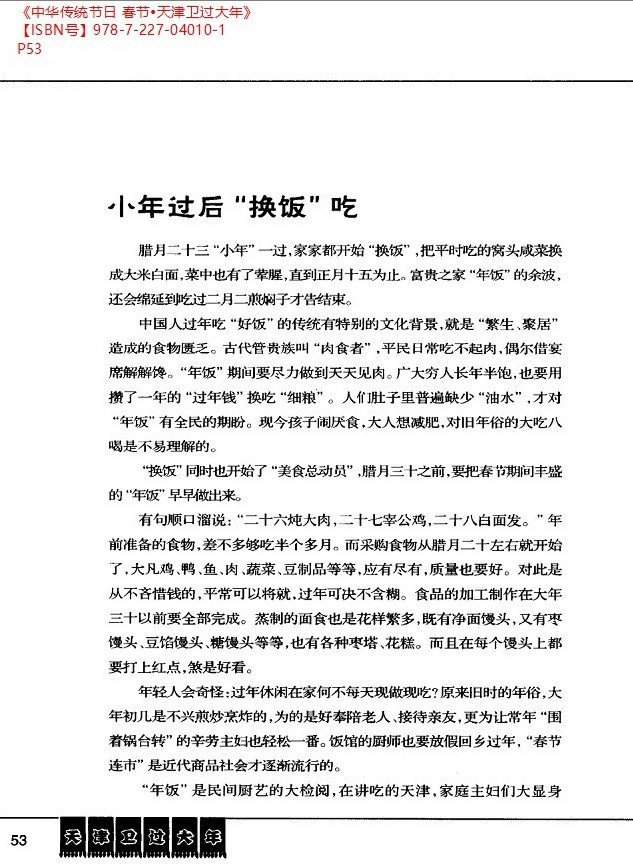 《中华传统节日 春节•天津卫过大年》
【ISBN号】978-7-227-04010-1
P53
小年过后“换饭”吃
腊月二十三“小年”一过,家家都开始“换饭”,把平时吃的窝头咸菜换
成大米白面,菜中也有了荤腥,直到正月十五为止。富贵之家“年饭”的余波,
还会绵延到吃过二月二煎焖子才告结束。
中国人过年吃“好饭”的传统有特别的文化背景,就是“繁生、聚居”
造成的食物匮乏。古代管贵族叫“肉食者”,平民日常吃不起肉,偶尔借宴
席解解馋。“年饭”期间要尽力做到天天见肉。广大穷人长年半饱,也要用
攒了一年的“过年钱”换吃“细粮”。人们肚子里普遍缺少“油水”,才对
“年饭”有全民的期盼。现今孩子闹厌食,大人想减肥,对旧年俗的大吃八
喝是不易理解的。
“换饭”同时也开始了“美食总动员”,腊月三十之前,要把春节期间丰盛
的“年饭”早早做出来。
有句顺口溜说:“二十六炖大肉,二十七宰公鸡,二十八白面发。”年
前准备的食物,差不多够吃半个多月。而采购食物从腊月二十左右就开始
了,大凡鸡、鸭、鱼、肉、蔬菜、豆制品等等,应有尽有,质量也要好。对此是
从不吝惜钱的,平常可以将就,过年可决不含糊。食品的加工制作在大年
三十以前要全部完成。蒸制的面食也是花样繁多,既有净面馒头,又有枣
馒头、豆馅馒头、糖馒头等等,也有各种枣塔、花糕。而且在每个馒头上都
要打上红点,煞是好看。
年轻人会奇怪:过年休闲在家何不每天现做现吃?原来旧时的年俗,大
年初几是不兴煎炒烹炸的,为的是好奉陪老人、接待亲友,更为让常年“围
着锅台转”的辛劳主妇也轻松一番。饭馆的厨师也要放假回乡过年,“春节
连市”是近代商品社会才逐渐流行的。
“年饭”是民间厨艺的大检阅,在讲吃的天津,家庭主妇们大显身
53 天津卫过大年